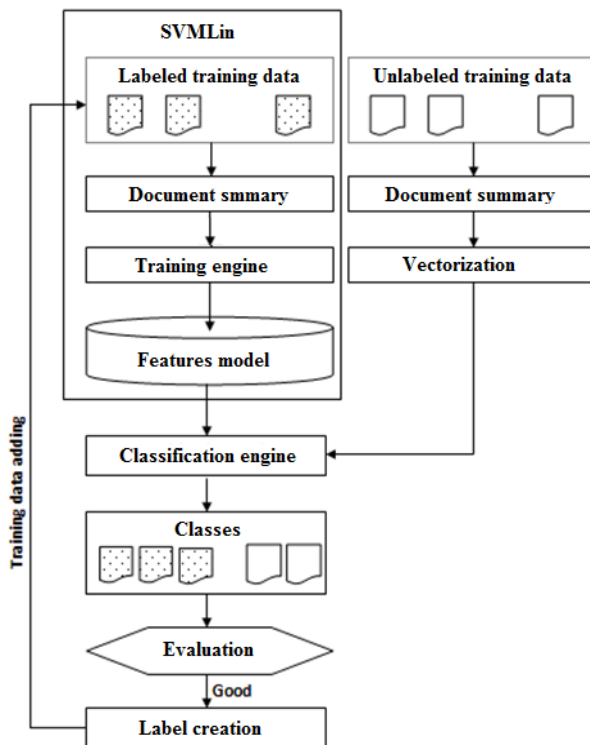 SVMLin
Labeled training data
Unlabeled training data
Document smmary
Document summary
Training engine
Vectorization
Features model
Training data adding
Classification engine
Classes
Evaluation
Good
Label creation